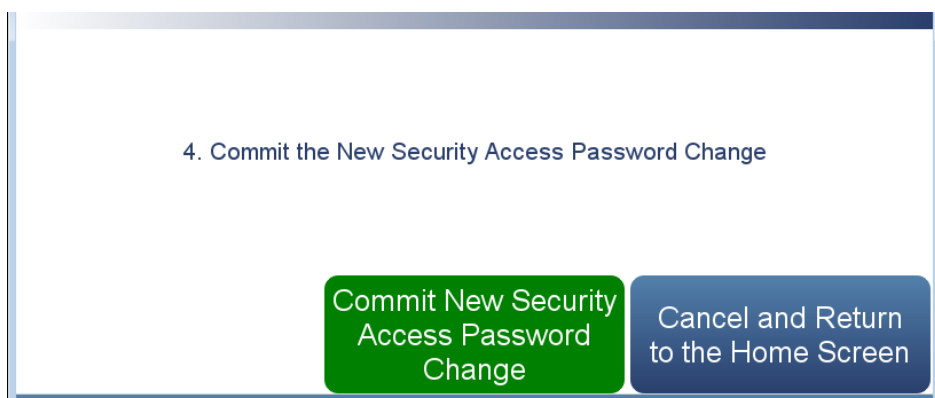 4. Commit the New Security Access Password Change
Commit New Security
Access Password
Change
Cancel and Return
to the Home Screen